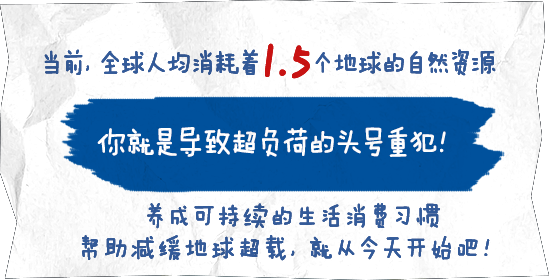 当前，全球人均消耗着1.5个地球的自然资源
你就是导致超负荷的头号重犯！
养成可持续的生活消费习惯
帮助减缓地球超载，就从今天开始吧！